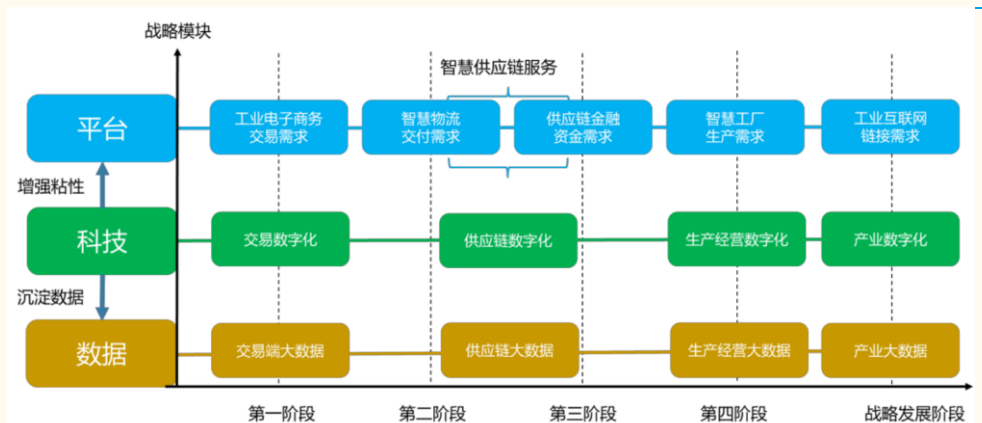 战略模块
智慧供应链服务
平台
工业电子商务
交易需求
智慧物流
交付需求
供应链金融
资金需求
智慧工厂
生产需求
工业互联网
链接需求
增强粘性
科技
交易数字化
供应链数字化
生产经营数字化
产业数字化
沉淀数据
数据
交易端大数据
供应链大数据
生产经营大数据
产业大数据
第一阶段
第二阶段
第三阶段
第四阶段
战略发展阶段